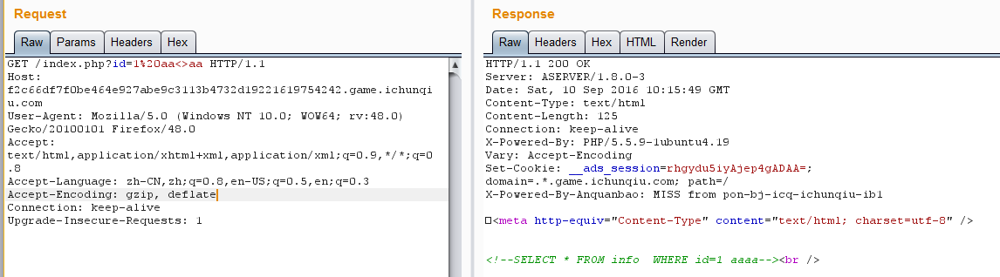 Request
Raw Params Headers Hex
GET /index.php?id=1%20aa<>aa HTTP/1.1
Host:
f2c66df7f0be464e927abe9c3113b4732d19221619754242.game.ichunqi
u.com
User-Agent: Mozilla/5.0 (Windows NT 10.0; WOW64; rv:48.0)
Gecko/20100101 Firefox/48.0
Accept:
text/html,application/xhtml+xml,application/xml;q=0.9,*/*;q=0
.8
Accept-Language: zh-CN,zh;q=0.8,en-US;q=0.5,en;q=0.3
Accept-Encoding: gzip, deflate
Connection: keep-alive
Upgrade-Insecure-Requests: 1
Response
Raw Headers Hex HTML Render
HTTP/1.1 200 OK
Server: ASERVER/1.8.0-3
Date: Sat, 10 Sep 2016 10:15:49 GMT
Content-Type: text/html
Content-Length: 125
Connection: keep-alive
X-Powered-By: PHP/5.5.9-1ubuntu4.19
Vary: Accept-Encoding
Set-Cookie: __ads_session=rhgydu5iyAjep4gADAA=;
domain=.*.game.ichunqiu.com; path=/
X-Powered-By-Anquanbao: MISS from pon-bj-icq-ichunqiu-ib1
<meta http-equiv="Content-Type" content="text/html; charset=utf-8" />
<!--SELECT * FROM info  WHERE id=1 aaaa--><br />